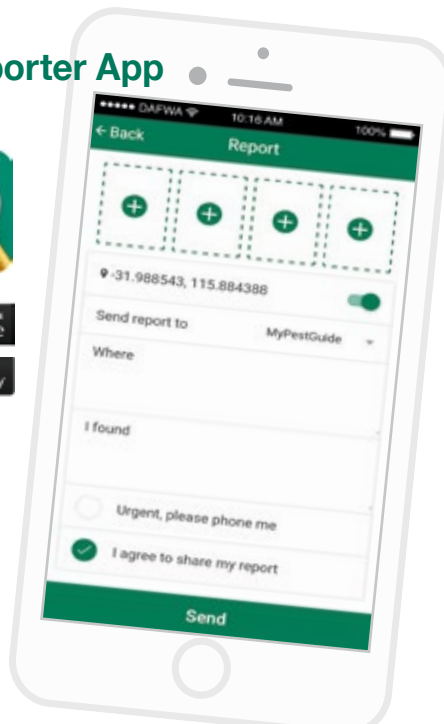 porter App
DAFWA 10:16 AM 100%
← Back Report
-31.988543, 115.884388
Send report to MyPestGuide
Where
I found
Urgent, please phone me
I agree to share my report
Send